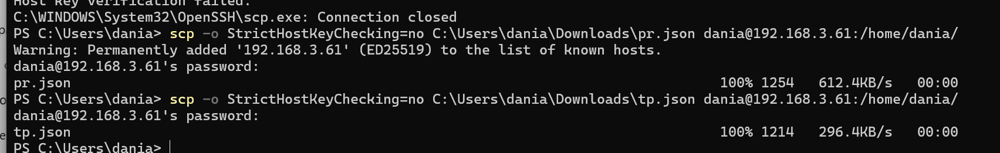 Host key verification failed.
C:\WINDOWS\System32\OpenSSH\scp.exe: Connection closed
PS C:\Users\dania> scp -o StrictHostKeyChecking=no C:\Users\dania\Downloads\pr.json dania@192.168.3.61:/home/dania/
Warning: Permanently added '192.168.3.61' (ED25519) to the list of known hosts.
dania@192.168.3.61's password:
pr.json 100% 1254 612.4KB/s 00:00
PS C:\Users\dania> scp -o StrictHostKeyChecking=no C:\Users\dania\Downloads\tp.json dania@192.168.3.61:/home/dania/
dania@192.168.3.61's password:
tp.json 100% 1214 296.4KB/s 00:00
PS C:\Users\dania>